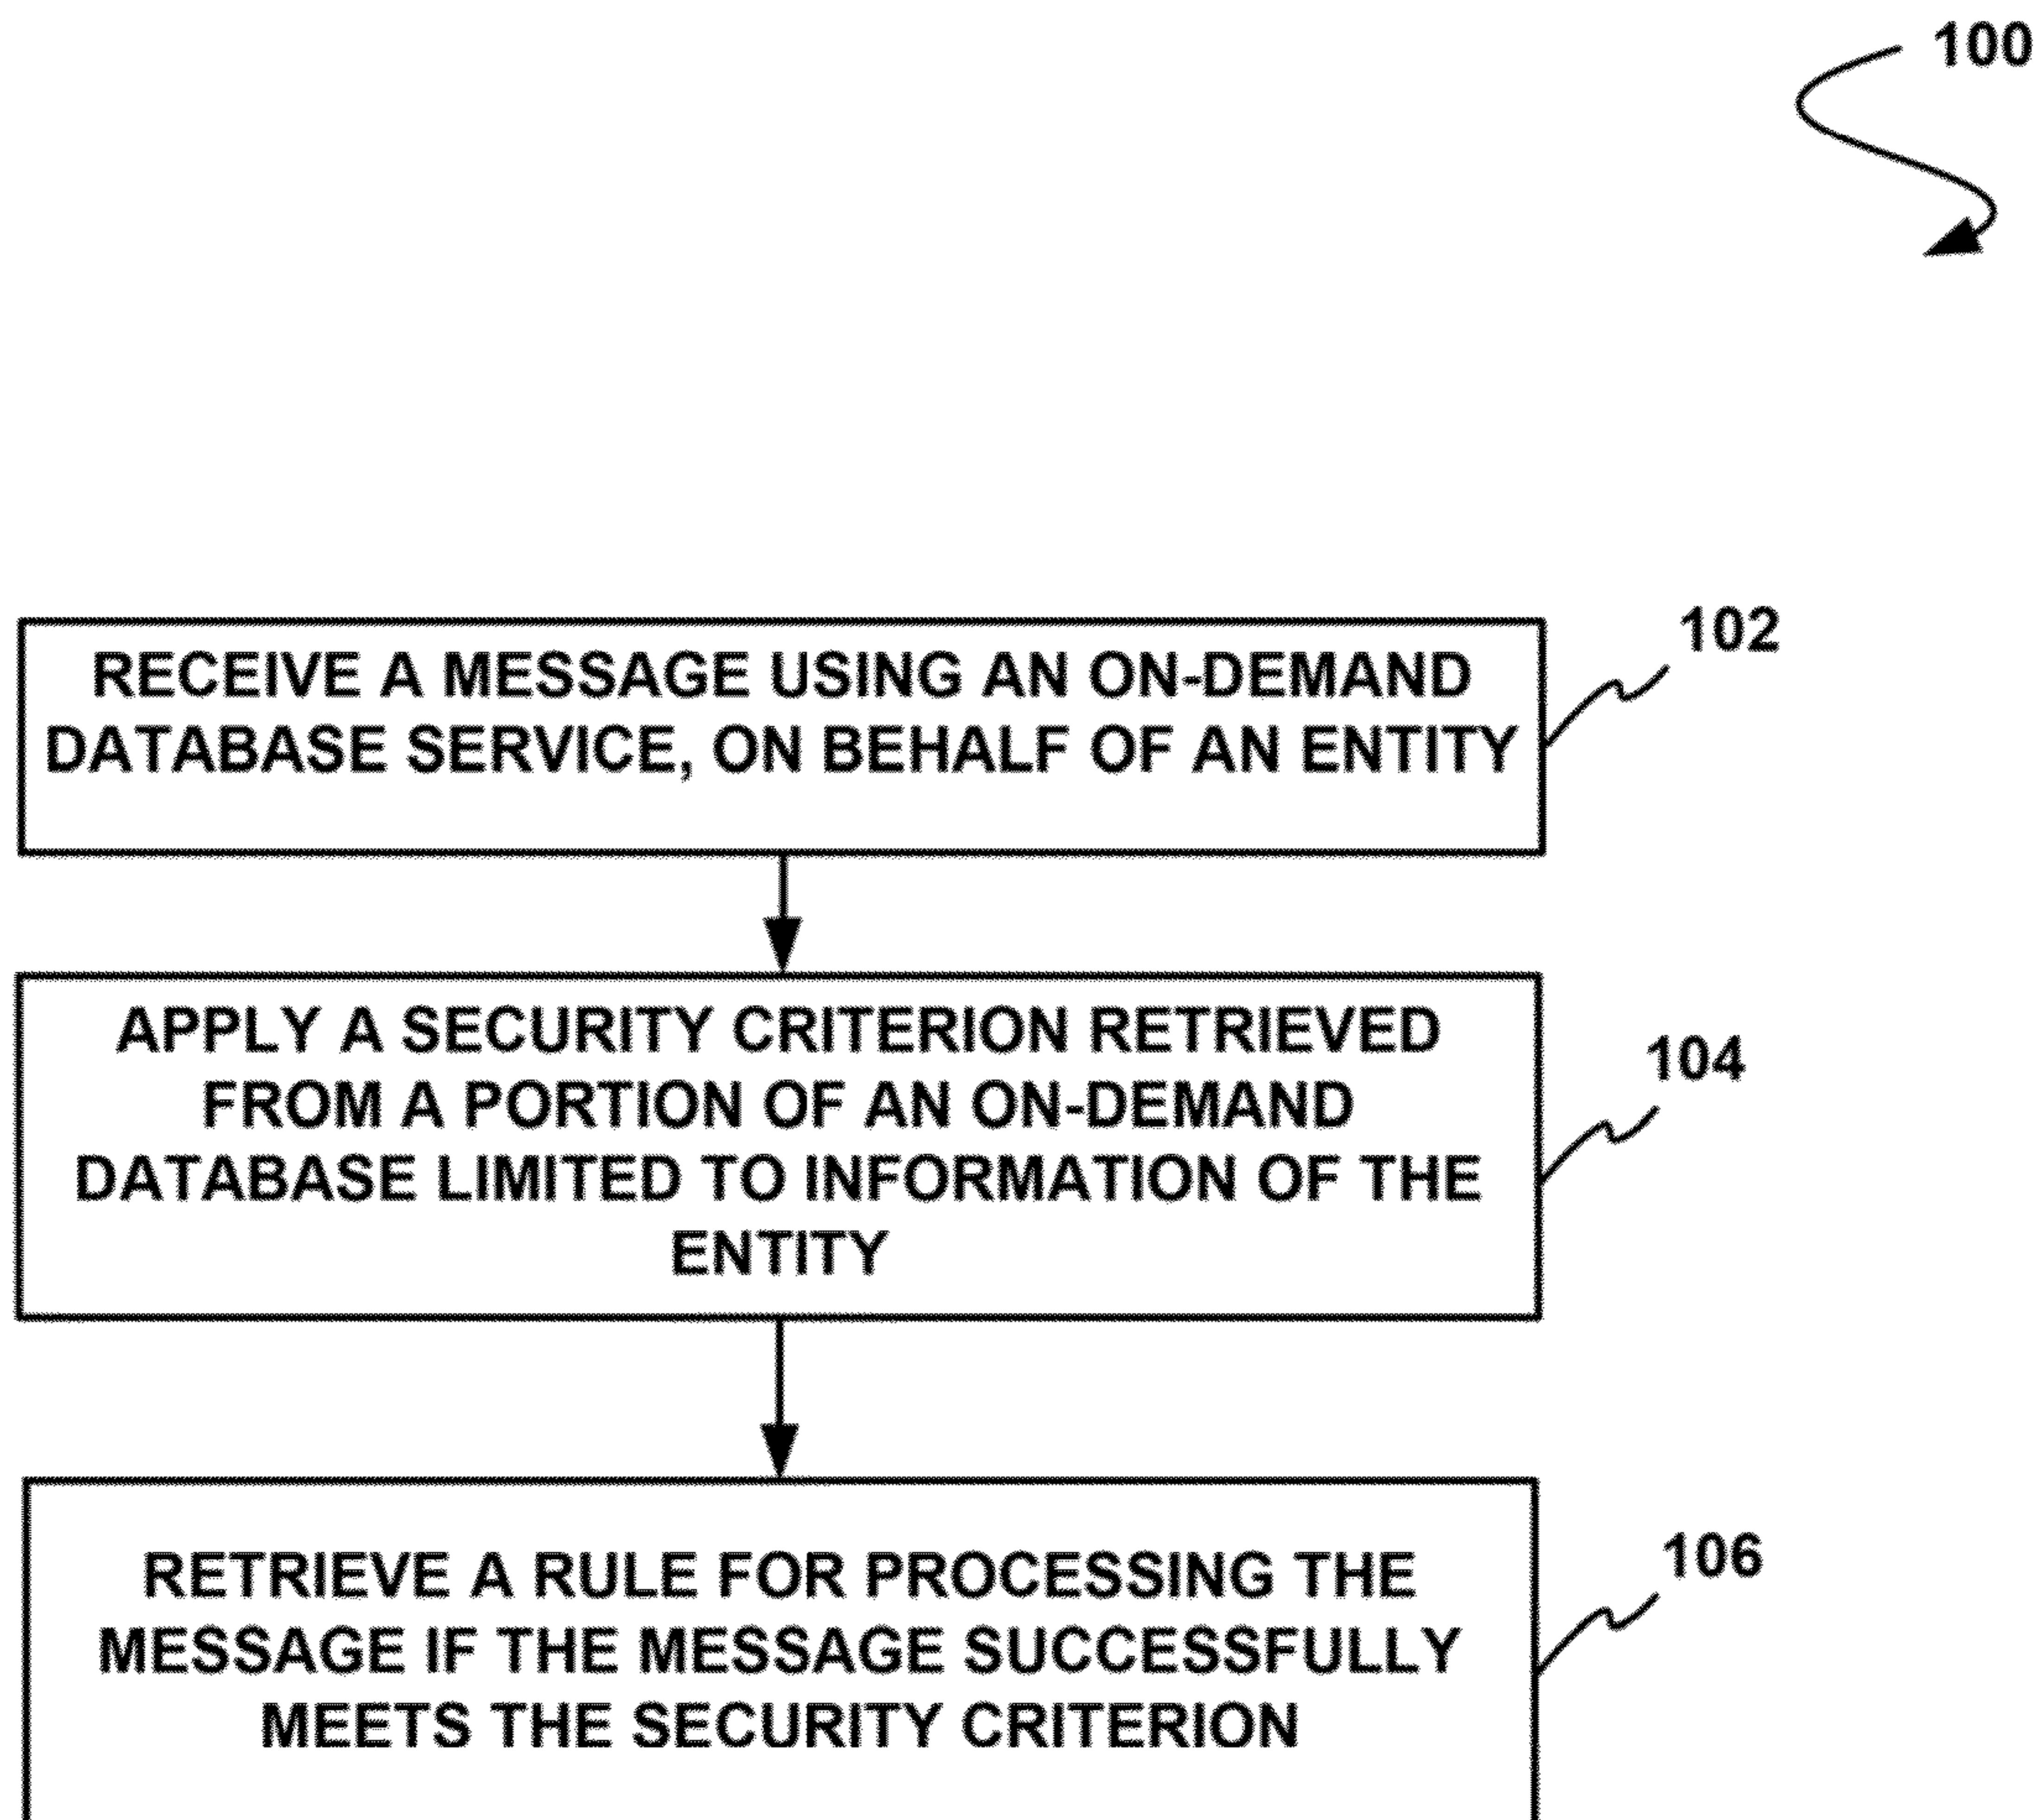 100
102
RECEIVE A MESSAGE USING AN ON-DEMAND
DATABASE SERVICE, ON BEHALF OF AN ENTITY
104
APPLY A SECURITY CRITERION RETRIEVED
FROM A PORTION OF AN ON-DEMAND
DATABASE LIMITED TO INFORMATION OF THE
ENTITY
106
RETRIEVE A RULE FOR PROCESSING THE
MESSAGE IF THE MESSAGE SUCCESSFULLY
MEETS THE SECURITY CRITERION